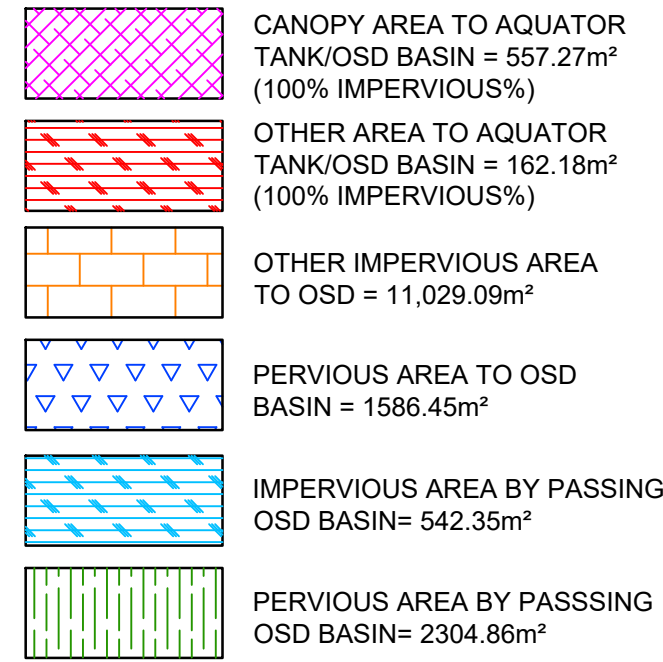 CANOPY AREA TO AQUATOR
TANK/OSD BASIN = 557.27m²
(100% IMPERVIOUS%)
OTHER AREA TO AQUATOR
TANK/OSD BASIN = 162.18m²
(100% IMPERVIOUS%)
OTHER IMPERVIOUS AREA
TO OSD = 11,029.09m²
PERVIOUS AREA TO OSD
BASIN = 1586.45m²
IMPERVIOUS AREA BY PASSING
OSD BASIN= 542.35m²
PERVIOUS AREA BY PASSSING
OSD BASIN= 2304.86m²